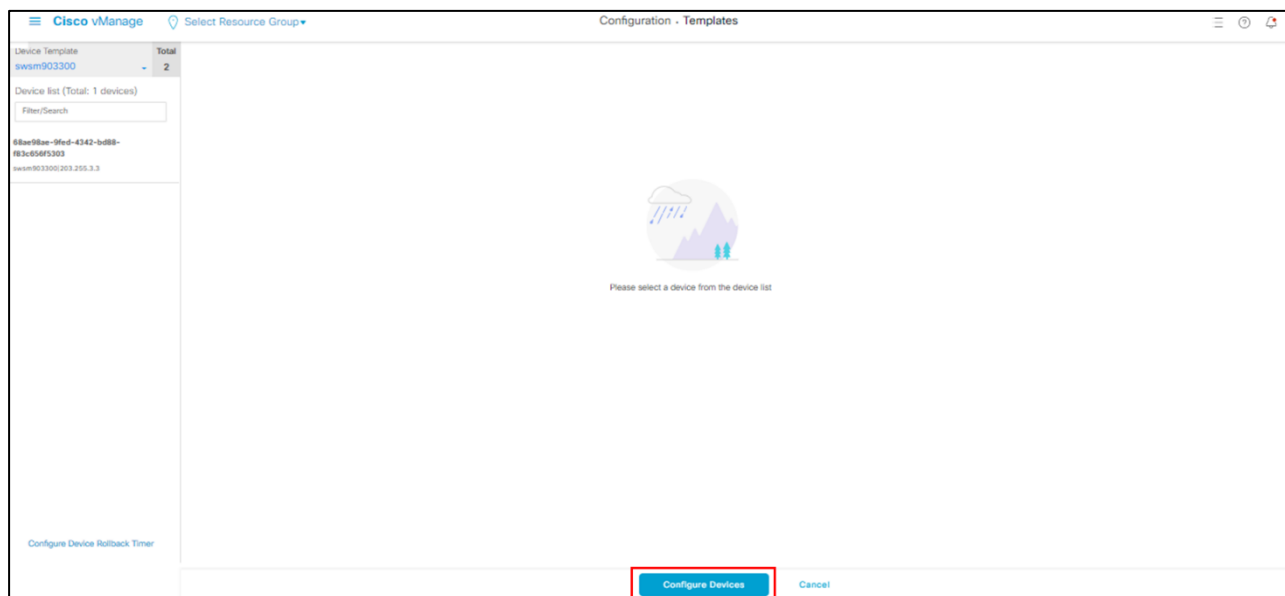 Cisco vManage
Select Resource Group▾
Configuration · Templates
Device Template
Total
swsm903300
2
Device list (Total: 1 devices)
Filter/Search
68ae98ae-9fed-4342-bd88-
f83c656f5303
swsm903300|203.255.3.3
Please select a device from the device list
Configure Device Rollback Timer
Configure Devices
Cancel